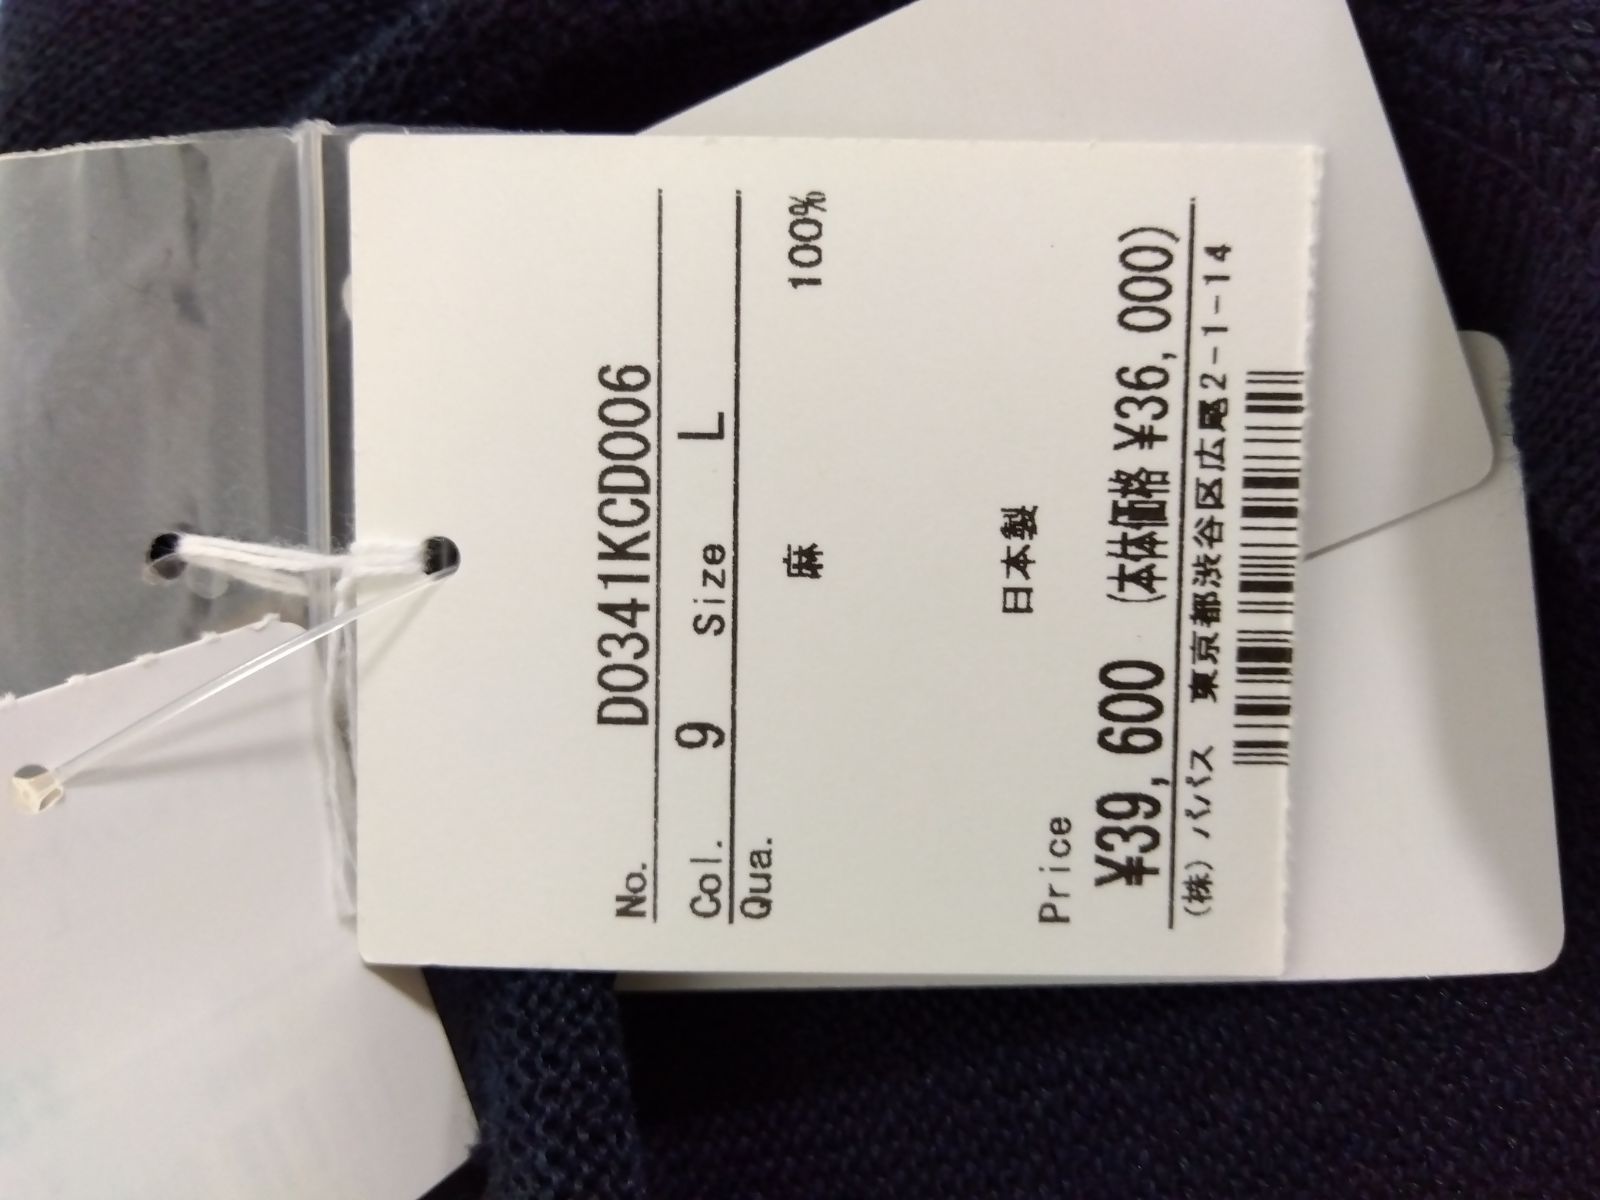 No. D0341KCD006
Col. 9 Size L
Qua.
麻 100%
日本製
Price
¥39,600 (本体価格¥36,000)
(株)パパス 東京都渋谷区広尾2-1-14